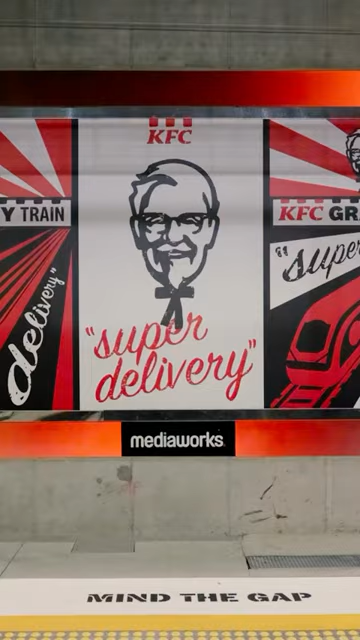 KFC
Y TRAIN
KFC GR
"super
delivery"
"super
delivery"
mediaworks
MIND THE GAP